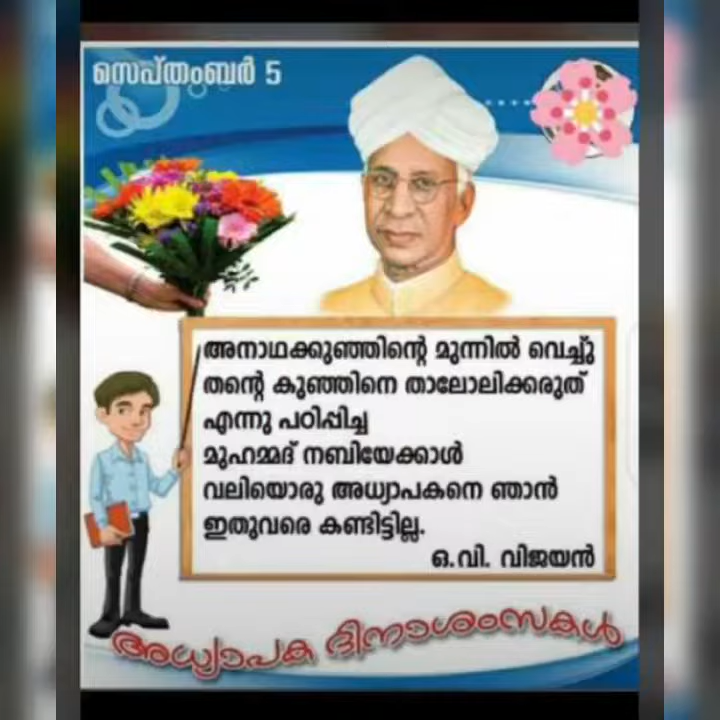 സെപ്തംബർ 5
അനാഥക്കുഞ്ഞിന്റെ മുന്നിൽ വെച്ച്
തന്റെ കുഞ്ഞിനെ താലോലിക്കരുത്
എന്നു പഠിപ്പിച്ച
മുഹമ്മദ് നബിയേക്കാൾ
വലിയൊരു അധ്യാപകനെ ഞാൻ
ഇതുവരെ കണ്ടിട്ടില്ല.
ഒ.വി. വിജയൻ
അധ്യാപക ദിനാശംസകൾ